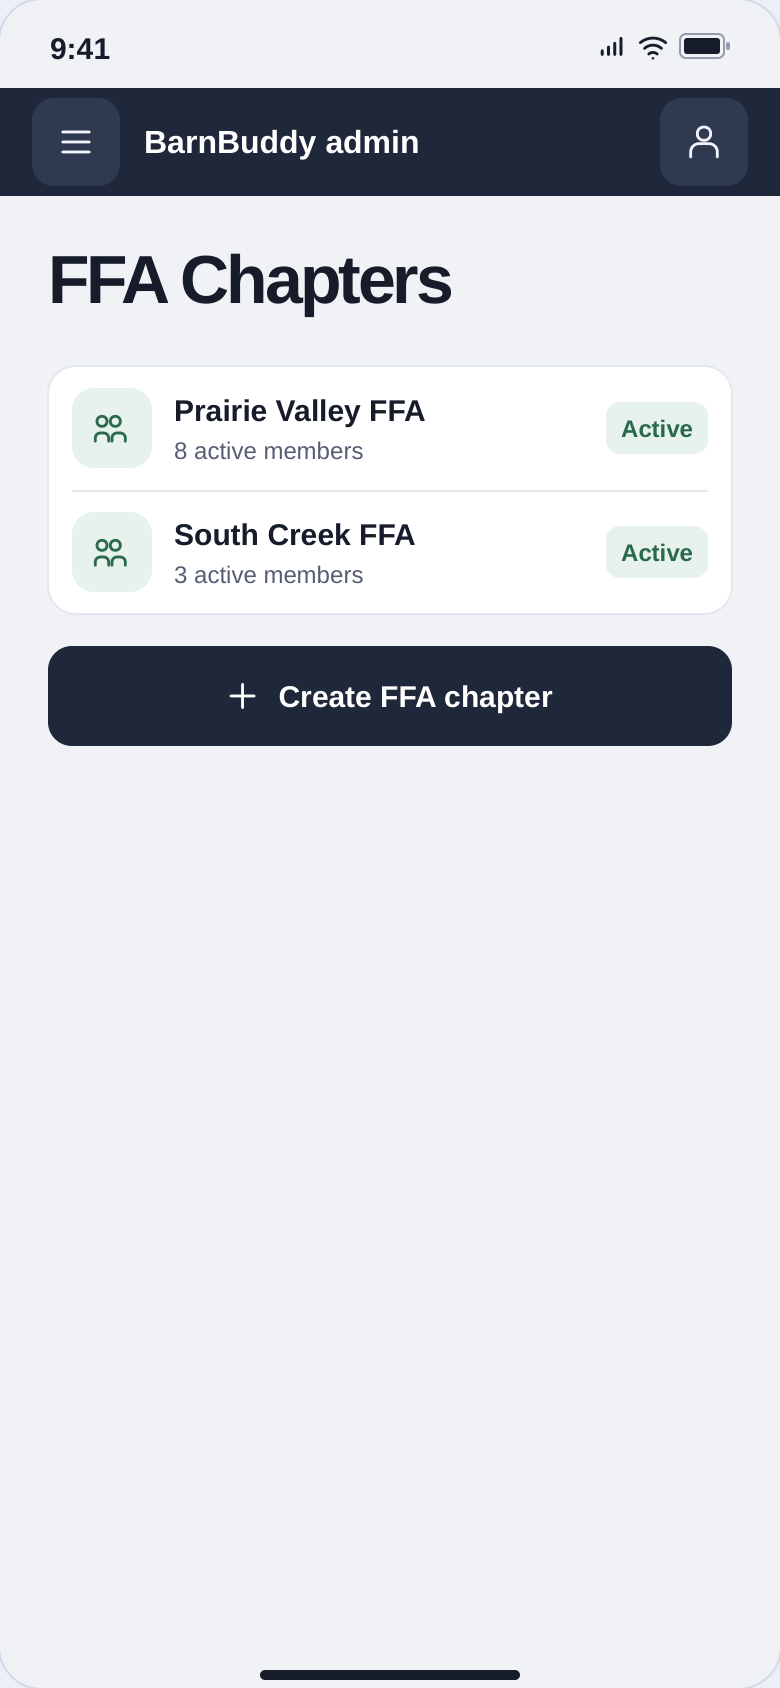 9:41
BarnBuddy admin
FFA Chapters
Prairie Valley FFA
8 active members
Active
South Creek FFA
3 active members
Active
Create FFA chapter